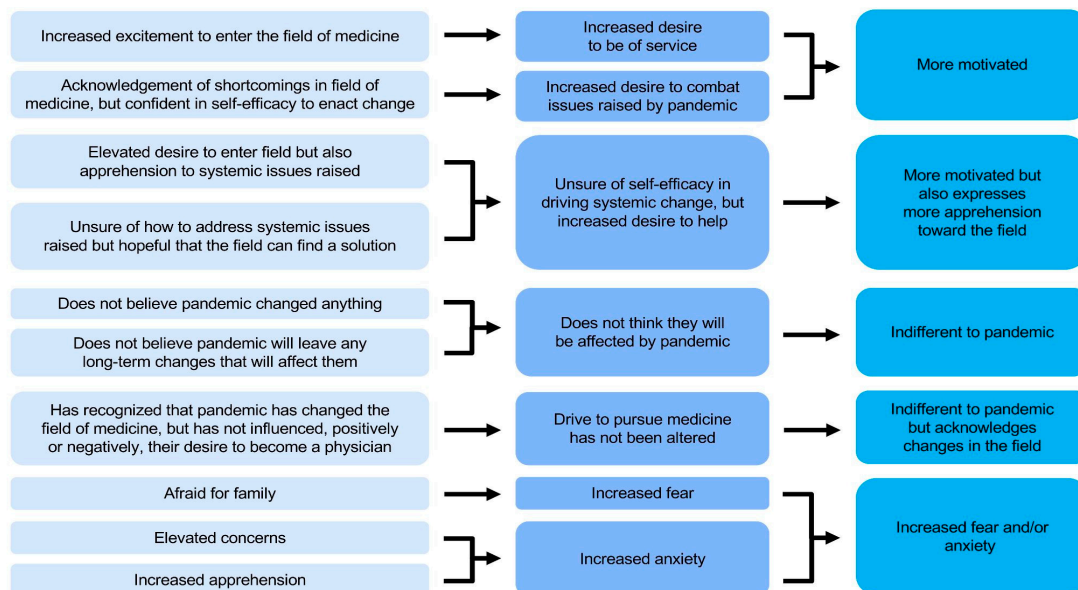 Increased excitement to enter the field of medicine
Increased desire
to be of service
More motivated
Acknowledgement of shortcomings in field of
medicine, but confident in self-efficacy to enact change
Increased desire to combat
issues raised by pandemic
Elevated desire to enter field but also
apprehension to systemic issues raised
Unsure of how to address systemic issues
raised but hopeful that the field can find a solution
Unsure of self-efficacy in
driving systemic change, but
increased desire to help
More motivated but
also expresses
more apprehension
toward the field
Does not believe pandemic changed anything
Does not believe pandemic will leave any
long-term changes that will affect them
Does not think they will
be affected by pandemic
Indifferent to pandemic
Has recognized that pandemic has changed the
field of medicine, but has not influenced, positively
or negatively, their desire to become a physician
Drive to pursue medicine
has not been altered
Indifferent to pandemic
but acknowledges
changes in the field
Afraid for family
Increased fear
Elevated concerns
Increased apprehension
Increased anxiety
Increased fear and/or
anxiety